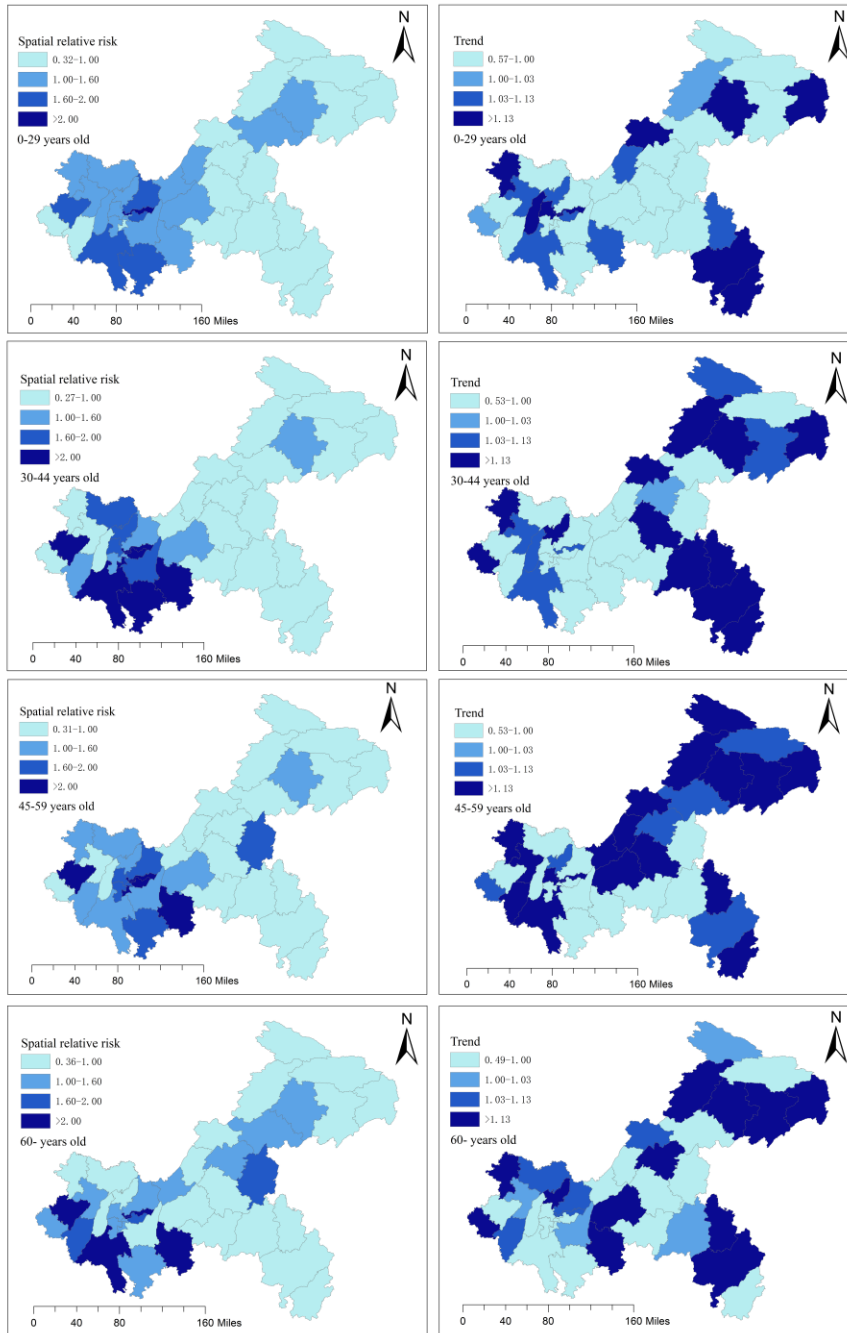 N
Spatial relative risk
0.32-1.00
1.00-1.60
1.60-2.00
>2.00
0-29 years old
0 40 80 160 Miles
N
Trend
0.57-1.00
1.00-1.03
1.03-1.13
>1.13
0-29 years old
0 40 80 160 Miles
N
Spatial relative risk
0.27-1.00
1.00-1.60
1.60-2.00
>2.00
30-44 years old
0 40 80 160 Miles
N
Trend
0.53-1.00
1.00-1.03
1.03-1.13
>1.13
30-44 years old
0 40 80 160 Miles
N
Spatial relative risk
0.31-1.00
1.00-1.60
1.60-2.00
>2.00
45-59 years old
0 40 80 160 Miles
N
Trend
0.53-1.00
1.00-1.03
1.03-1.13
>1.13
45-59 years old
0 40 80 160 Miles
N
Spatial relative risk
0.36-1.00
1.00-1.60
1.60-2.00
>2.00
60- years old
0 40 80 160 Miles
N
Trend
0.49-1.00
1.00-1.03
1.03-1.13
>1.13
60- years old
0 40 80 160 Miles